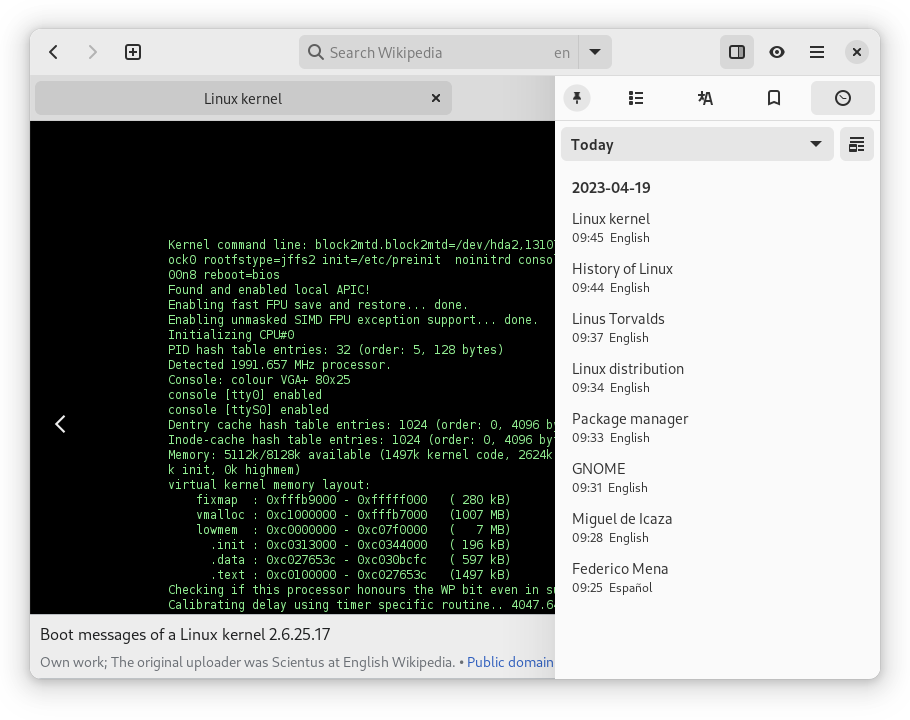 Search Wikipedia en
Linux kernel
Kernel command line: block2mtd.block2mtd=/dev/hda2,13107
ock0 rootfstype=jffs2 init=/etc/preinit  noinitrd consol
00n8 reboot=bios
Found and enabled local APIC!
Enabling fast FPU save and restore... done.
Enabling unmasked SIMD FPU exception support... done.
Initializing CPU#0
PID hash table entries: 32 (order: 5, 128 bytes)
Detected 1991.657 MHz processor.
Console: colour VGA+ 80x25
console [tty0] enabled
console [ttyS0] enabled
Dentry cache hash table entries: 1024 (order: 0, 4096 by
Inode-cache hash table entries: 1024 (order: 0, 4096 byt
Memory: 5112k/8128k available (1497k kernel code, 2624k
k init, 0k highmem)
virtual kernel memory layout:
    fixmap  : 0xfffb9000 - 0xfffff000   ( 280 kB)
    vmalloc : 0xc1000000 - 0xfffb7000   (1007 MB)
    lowmem  : 0xc0000000 - 0xc07f0000   (   7 MB)
      .init : 0xc0313000 - 0xc0344000   ( 196 kB)
      .data : 0xc027653c - 0xc030bcfc   ( 597 kB)
      .text : 0xc0100000 - 0xc027653c   (1497 kB)
Checking if this processor honours the WP bit even in su
Calibrating delay using timer specific routine.. 4047.64
Boot messages of a Linux kernel 2.6.25.17
Own work; The original uploader was Scientus at English Wikipedia. • Public domain
Today
2023-04-19
Linux kernel
09:45 English
History of Linux
09:44 English
Linus Torvalds
09:37 English
Linux distribution
09:34 English
Package manager
09:33 English
GNOME
09:31 English
Miguel de Icaza
09:28 English
Federico Mena
09:25 Español